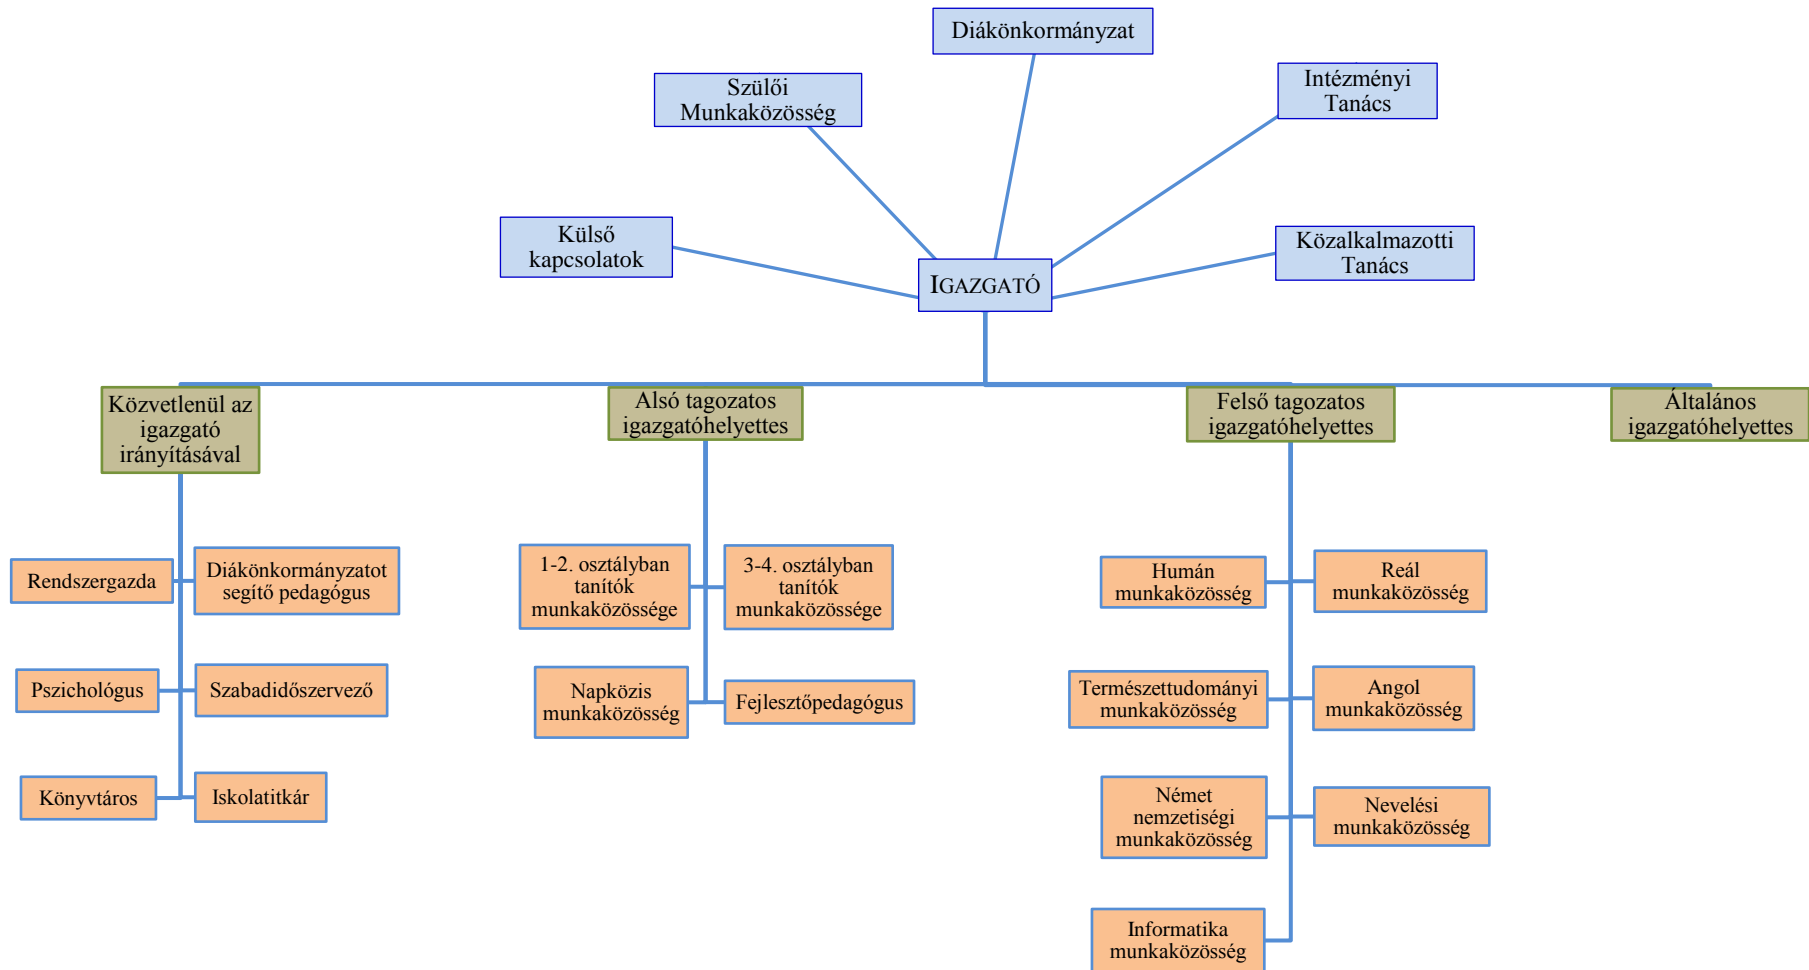 Diákönkormányzat
Szülői
Munkaközösség
Intézményi
Tanács
Külső
kapcsolatok
Közalkalmazotti
Tanács
IGAZGATÓ
Közvetlenül az
igazgató
irányításával
Alsó tagozatos
igazgatóhelyettes
Felső tagozatos
igazgatóhelyettes
Általános
igazgatóhelyettes
Rendszergazda
Diákönkormányzatot
segítő pedagógus
Pszichológus
Szabadidőszervező
Könyvtáros
Iskolatitkár
1-2. osztályban
tanítók
munkaközössége
3-4. osztályban
tanítók
munkaközössége
Napközis
munkaközösség
Fejlesztőpedagógus
Humán
munkaközösség
Reál
munkaközösség
Természettudományi
munkaközösség
Angol
munkaközösség
Német
nemzetiségi
munkaközösség
Nevelési
munkaközösség
Informatika
munkaközösség